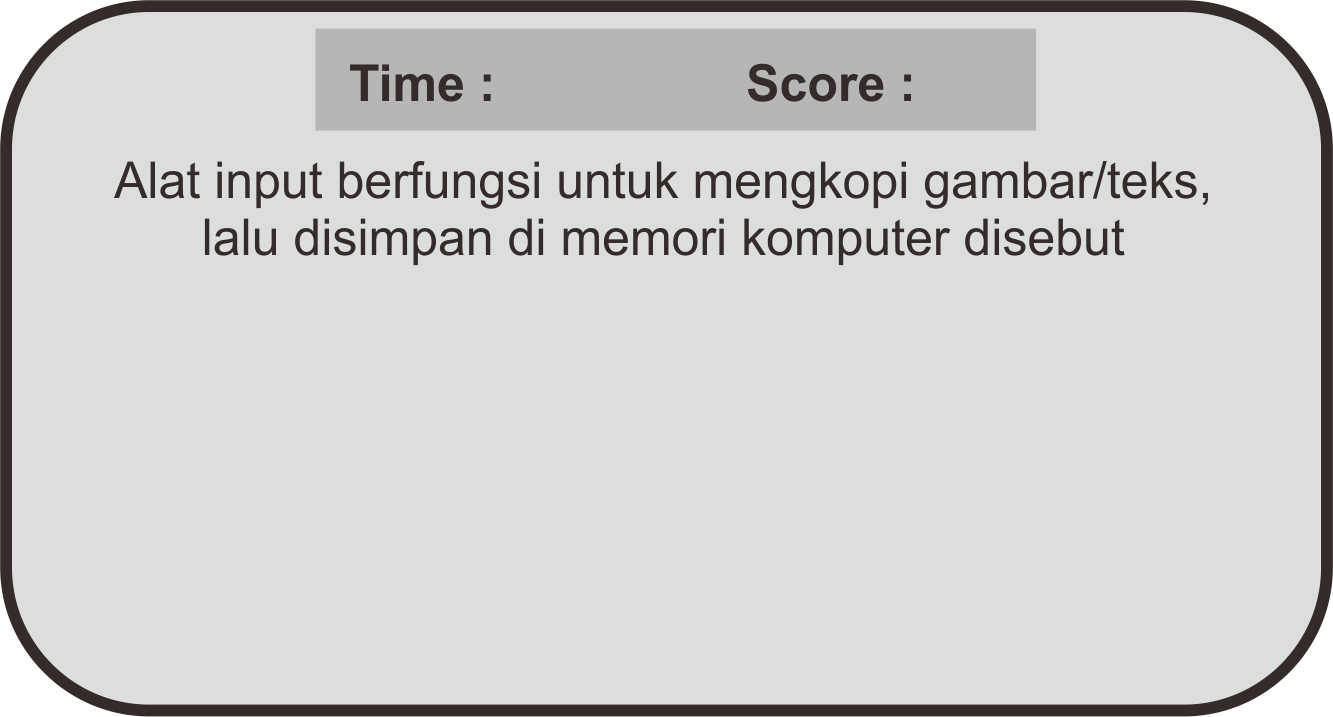 Time : Score :
Alat input berfungsi untuk mengkopi gambar/teks,
lalu disimpan di memori komputer disebut